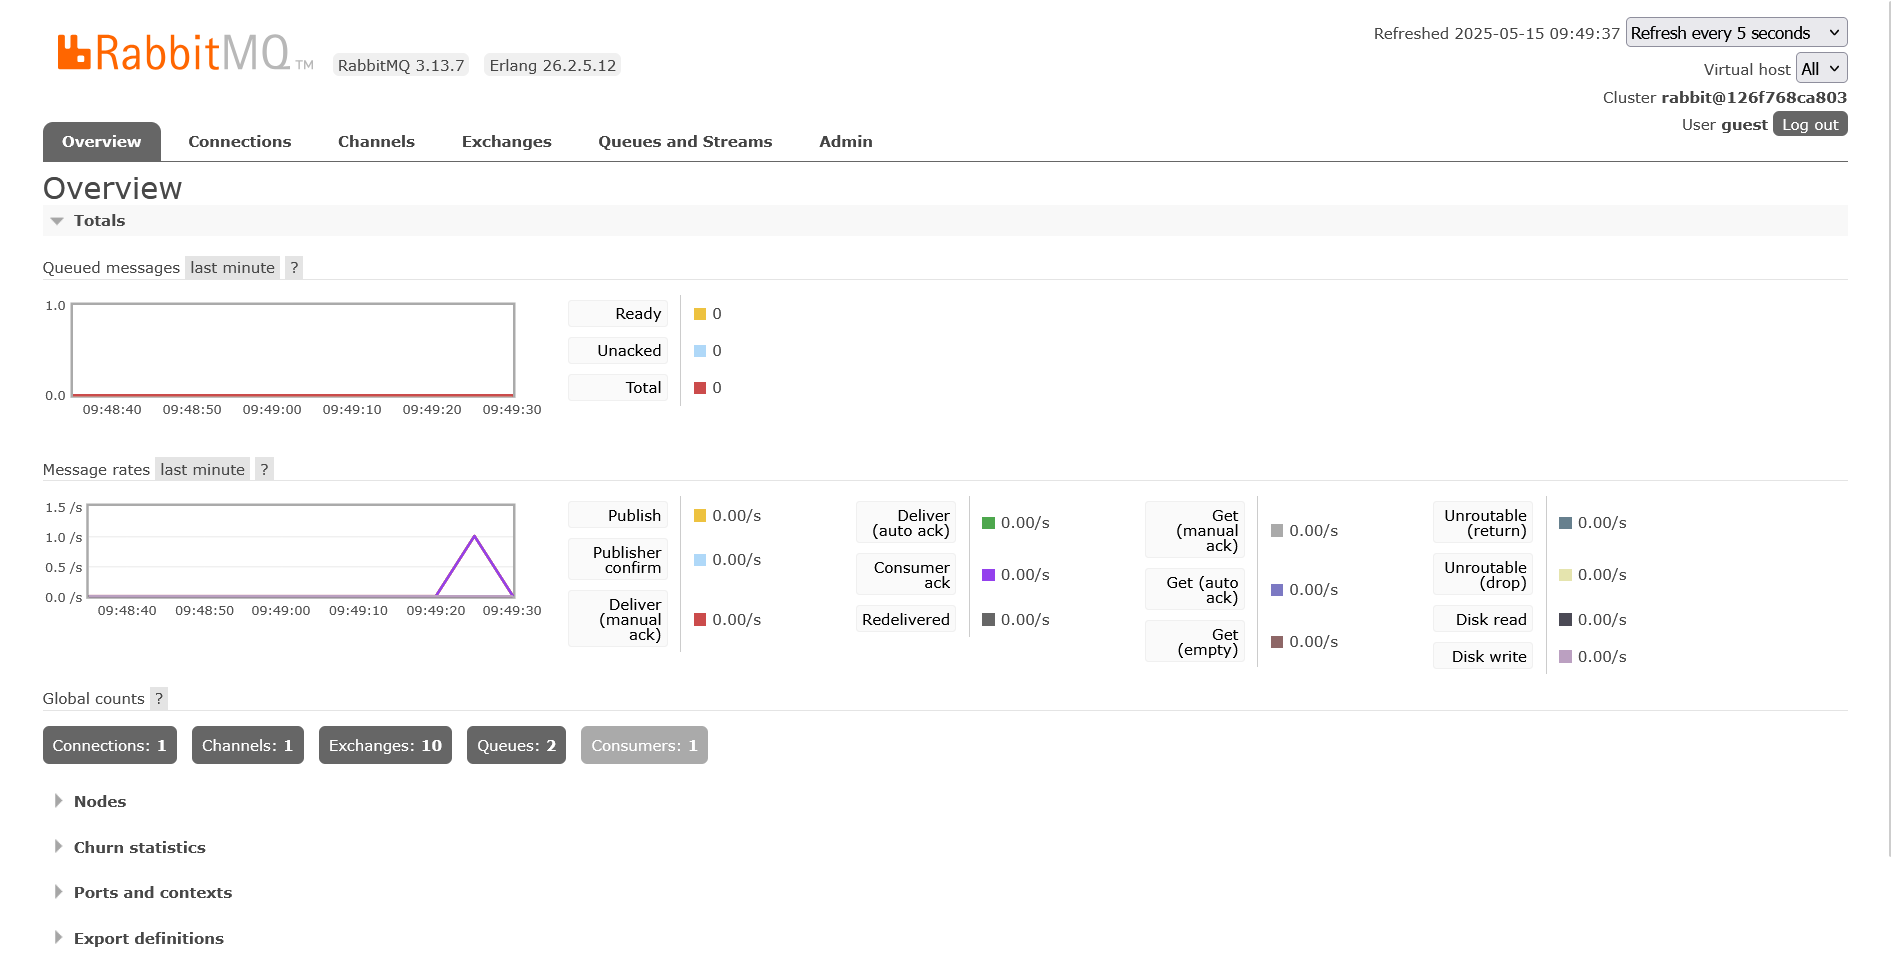 RabbitMQ TM
RabbitMQ 3.13.7
Erlang 26.2.5.12
Refreshed 2025-05-15 09:49:37
Refresh every 5 seconds
Virtual host All
Cluster rabbit@126f768ca803
User guest Log out
Overview
Connections
Channels
Exchanges
Queues and Streams
Admin
Overview
Totals
Queued messages last minute ?
1.0
0.0
09:48:40 09:48:50 09:49:00 09:49:10 09:49:20 09:49:30
Ready 0
Unacked 0
Total 0
Message rates last minute ?
1.5 /s
1.0 /s
0.5 /s
0.0 /s
09:48:40 09:48:50 09:49:00 09:49:10 09:49:20 09:49:30
Publish 0.00/s
Publisher
confirm 0.00/s
Deliver
(manual
ack) 0.00/s
Deliver
(auto ack) 0.00/s
Consumer
ack 0.00/s
Redelivered 0.00/s
Get
(manual
ack) 0.00/s
Get (auto
ack) 0.00/s
Get
(empty) 0.00/s
Unroutable
(return) 0.00/s
Unroutable
(drop) 0.00/s
Disk read 0.00/s
Disk write 0.00/s
Global counts ?
Connections: 1
Channels: 1
Exchanges: 10
Queues: 2
Consumers: 1
Nodes
Churn statistics
Ports and contexts
Export definitions